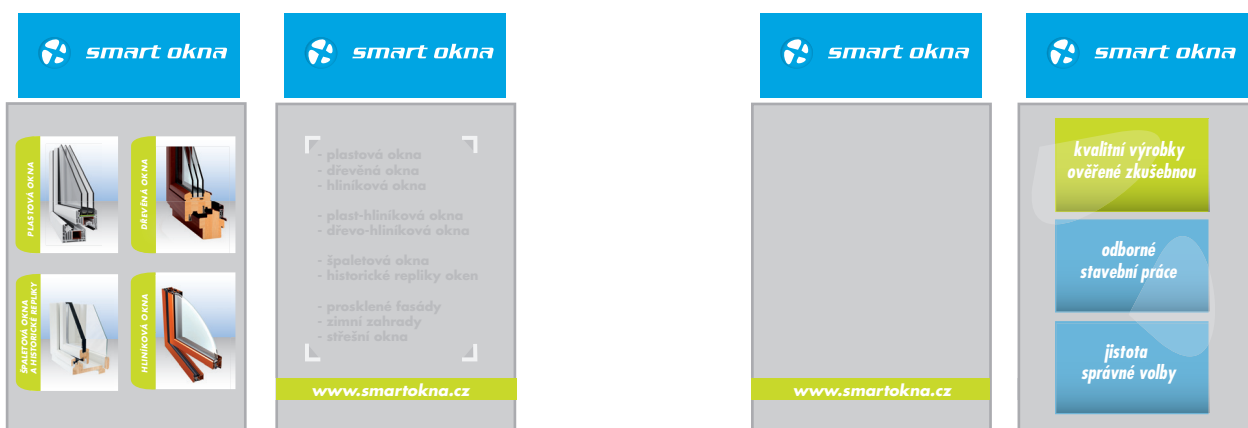 smart okna
PLASTOVÁ OKNA
DŘEVĚNÁ OKNA
ŠPALETOVÁ OKNA
A HISTORICKÉ REPLIKY
HLINÍKOVÁ OKNA
smart okna
- plastová okna
- dřevěná okna
- hliníková okna
- plast-hliníková okna
- dřevo-hliníková okna
- špaletová okna
- historické repliky oken
- prosklené fasády
- zimní zahrady
- střešní okna
www.smartokna.cz
smart okna
www.smartokna.cz
smart okna
kvalitní výrobky
ověřené zkušebnou
odborné
stavební práce
jistota
správné volby